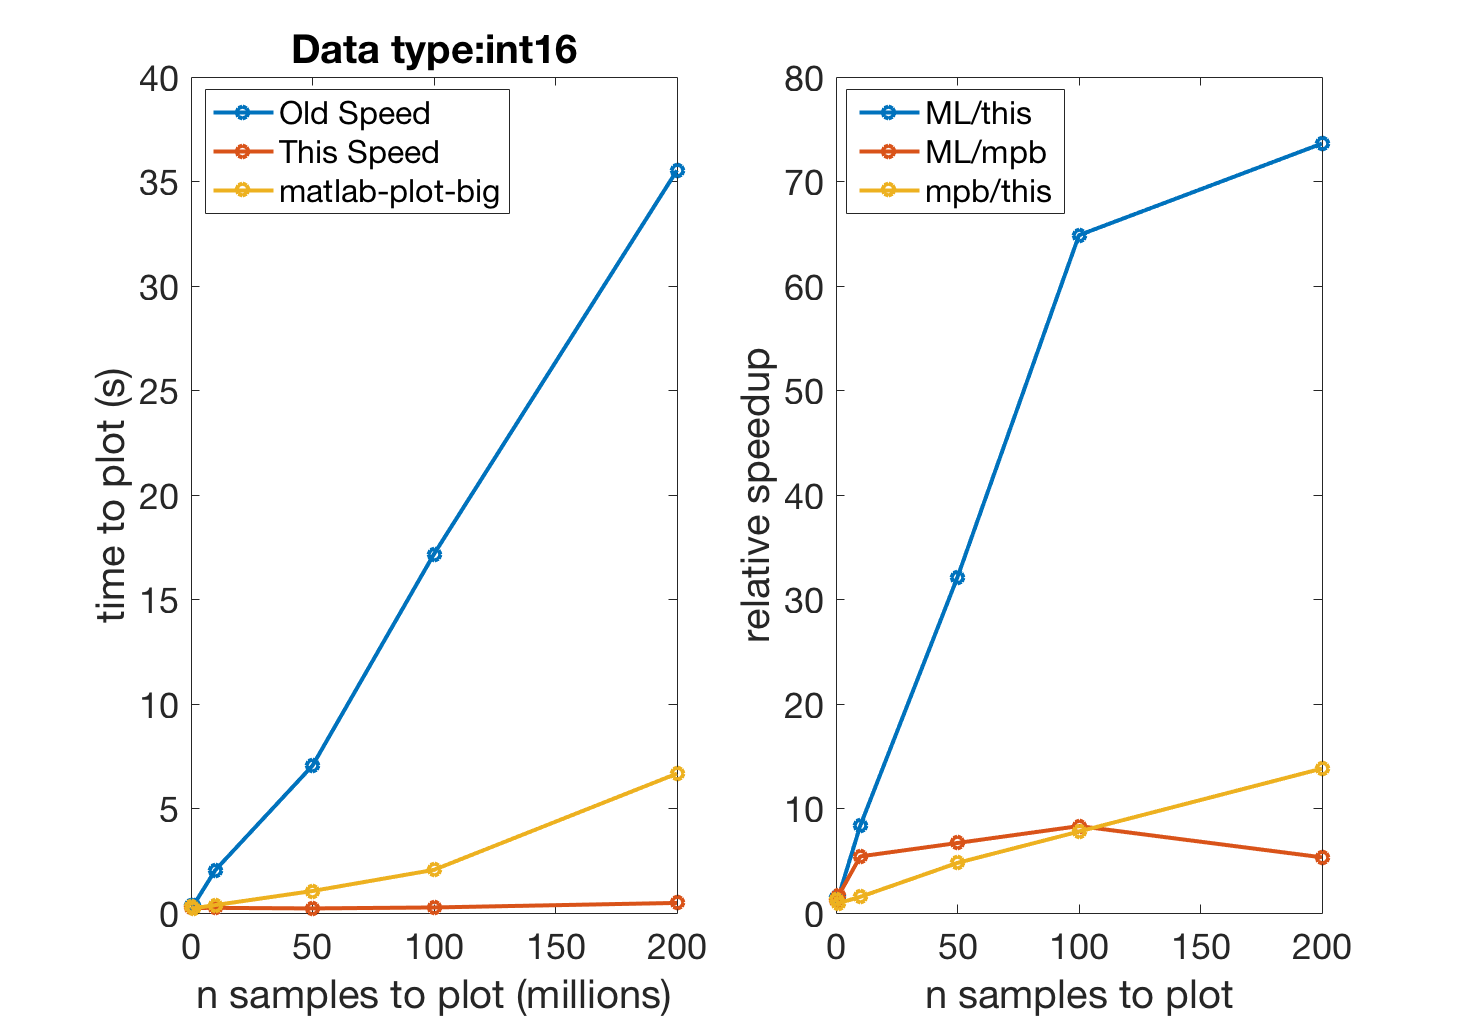 Data type:int16
40
35
30
25
20
15
10
5
0
time to plot (s)
Old Speed
This Speed
matlab-plot-big
0 50 100 150 200
n samples to plot (millions)
80
70
60
50
40
30
20
10
0
relative speedup
ML/this
ML/mpb
mpb/this
0 50 100 150 200
n samples to plot